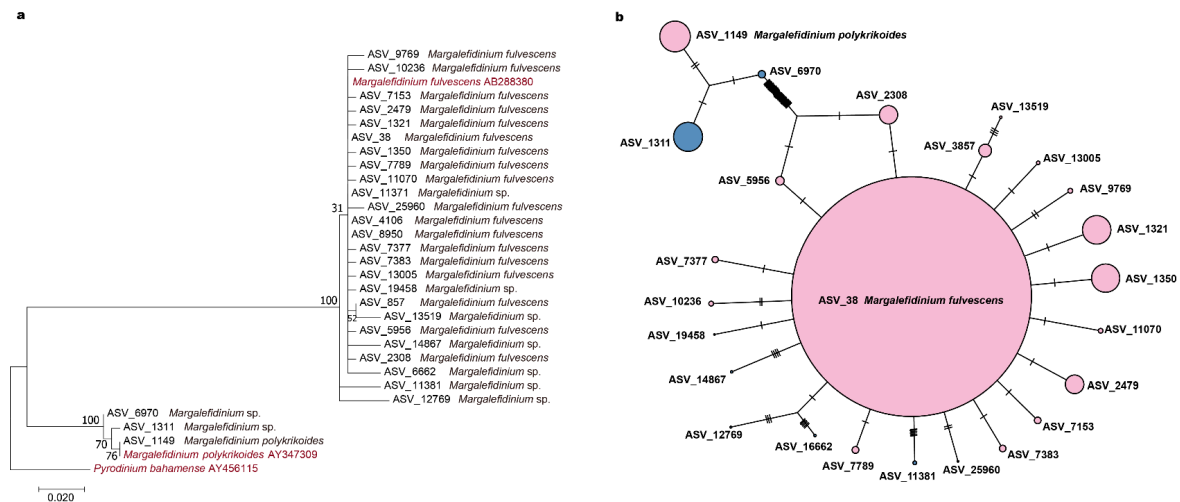 a
ASV_9769 Margalefidinium fulvescens
ASV_10236 Margalefidinium fulvescens
Margalefidinium fulvescens AB288380
ASV_7153 Margalefidinium fulvescens
ASV_2479 Margalefidinium fulvescens
ASV_1321 Margalefidinium fulvescens
ASV_38 Margalefidinium fulvescens
ASV_1350 Margalefidinium fulvescens
ASV_7789 Margalefidinium fulvescens
ASV_11070 Margalefidinium fulvescens
ASV_11371 Margalefidinium sp.
31
ASV_25960 Margalefidinium fulvescens
ASV_4106 Margalefidinium fulvescens
ASV_8950 Margalefidinium fulvescens
ASV_7377 Margalefidinium fulvescens
ASV_7383 Margalefidinium fulvescens
ASV_13005 Margalefidinium fulvescens
ASV_19458 Margalefidinium sp.
100
ASV_857 Margalefidinium fulvescens
52
ASV_13519 Margalefidinium sp.
ASV_5956 Margalefidinium fulvescens
ASV_14867 Margalefidinium sp.
ASV_2308 Margalefidinium fulvescens
ASV_6662 Margalefidinium sp.
ASV_11381 Margalefidinium sp.
ASV_12769 Margalefidinium sp.
ASV_6970 Margalefidinium sp.
100
ASV_1311 Margalefidinium sp.
70
ASV_1149 Margalefidinium polykrikoides
76
Margalefidinium polykrikoides AY347309
Pyrodinium bahamense AY456115
0.020
b
ASV_1149 Margalefidinium polykrikoides
ASV_6970
ASV_2308
ASV_13519
ASV_1311
ASV_3857
ASV_13005
ASV_5956
ASV_9769
ASV_1321
ASV_7377
ASV_1350
ASV_10236
ASV_38 Margalefidinium fulvescens
ASV_19458
ASV_11070
ASV_14867
ASV_2479
ASV_12769
ASV_16662
ASV_7153
ASV_7789
ASV_11381
ASV_25960
ASV_7383